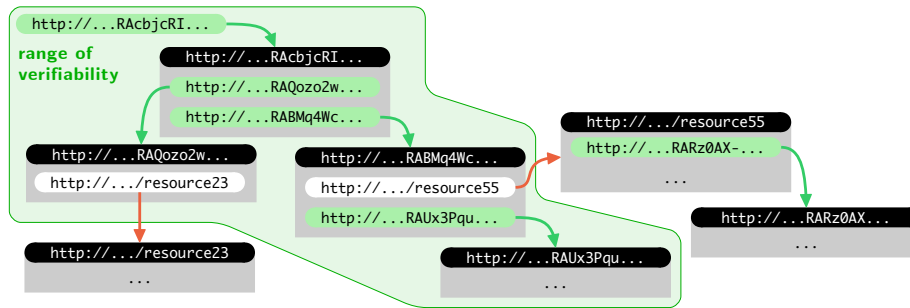 http://...RAcbjcRI...
range of
verifiability
http://...RAcbjcRI...
http://...RAQozo2w...
http://...RABMq4Wc...
http://...RAQozo2w...
http://.../resource23
http://.../resource23
...
http://...RABMq4Wc...
http://.../resource55
http://...RAUx3Pqu...
http://...RAUx3Pqu...
...
http://.../resource55
http://...RARz0AX-...
...
http://...RARz0AX...
...